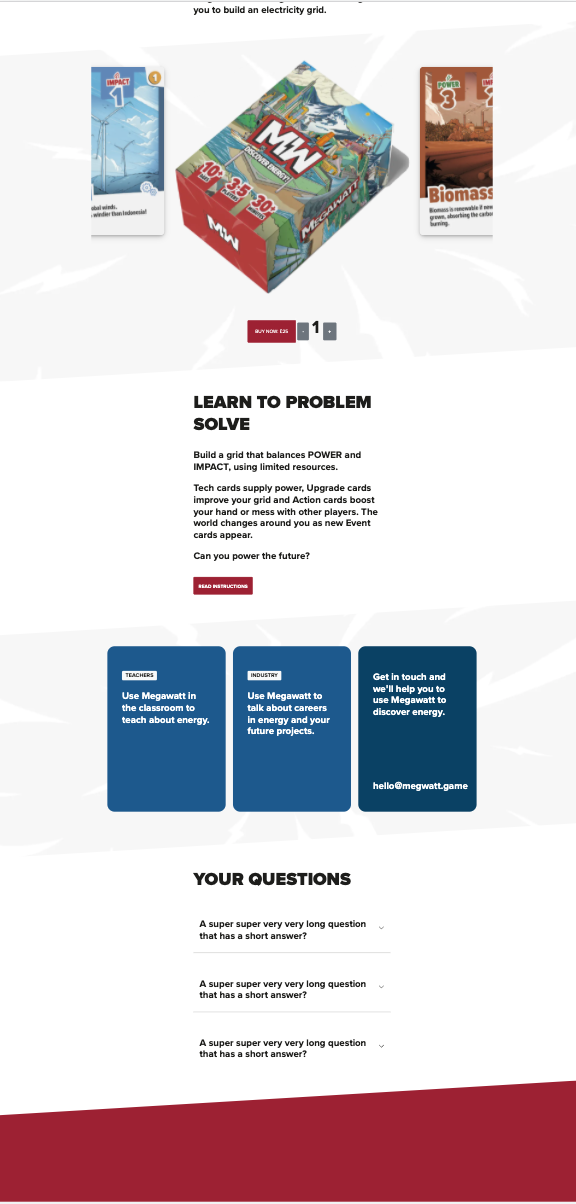 you to build an electricity grid.
IMPACT
1
1
POWER
3
MW
DISCOVER ENERGY!
10+
3-5
30+
MEGAWATT
MW
winds.
windier than Indonesia!
Biomass
Biomass is renewable if
grown, absorbing the
burning.
BUY NOW: £25
-
1
+
LEARN TO PROBLEM
SOLVE
Build a grid that balances POWER and
IMPACT, using limited resources.
Tech cards supply power, Upgrade cards
improve your grid and Action cards boost
your hand or mess with other players. The
world changes around you as new Event
cards appear.
Can you power the future?
READ INSTRUCTIONS
TEACHERS
Use Megawatt in
the classroom to
teach about energy.
INDUSTRY
Use Megawatt to
talk about careers
in energy and your
future projects.
Get in touch and
we'll help you to
use Megawatt to
discover energy.
hello@megwatt.game
YOUR QUESTIONS
A super super very very long question
that has a short answer?
A super super very very long question
that has a short answer?
A super super very very long question
that has a short answer?